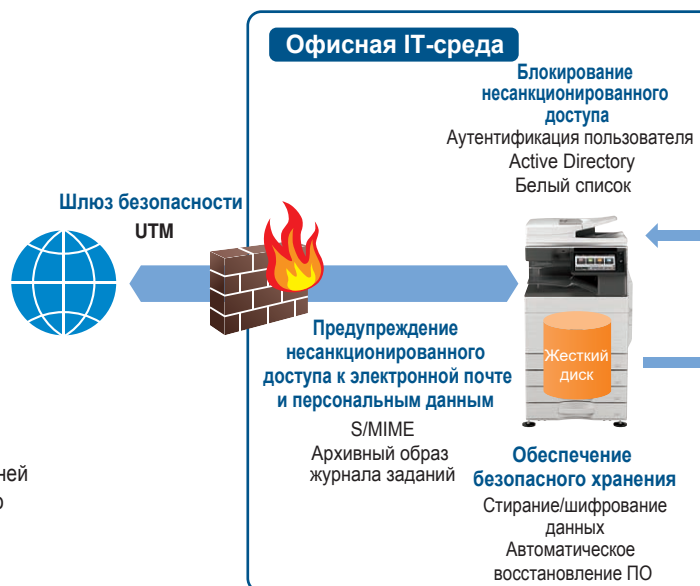 Офисная IT-среда
Блокирование
несанкционированного
доступа
Аутентификация пользователя
Active Directory
Белый список
Шлюз безопасности
UTM
Предупреждение
несанкционированного
доступа к электронной почте
и персональным данным
S/MIME
Архивный образ
журнала заданий
Жесткий
диск
Обеспечение
безопасного хранения
Стирание/шифрование
данных
Автоматическое
восстановление ПО
ней